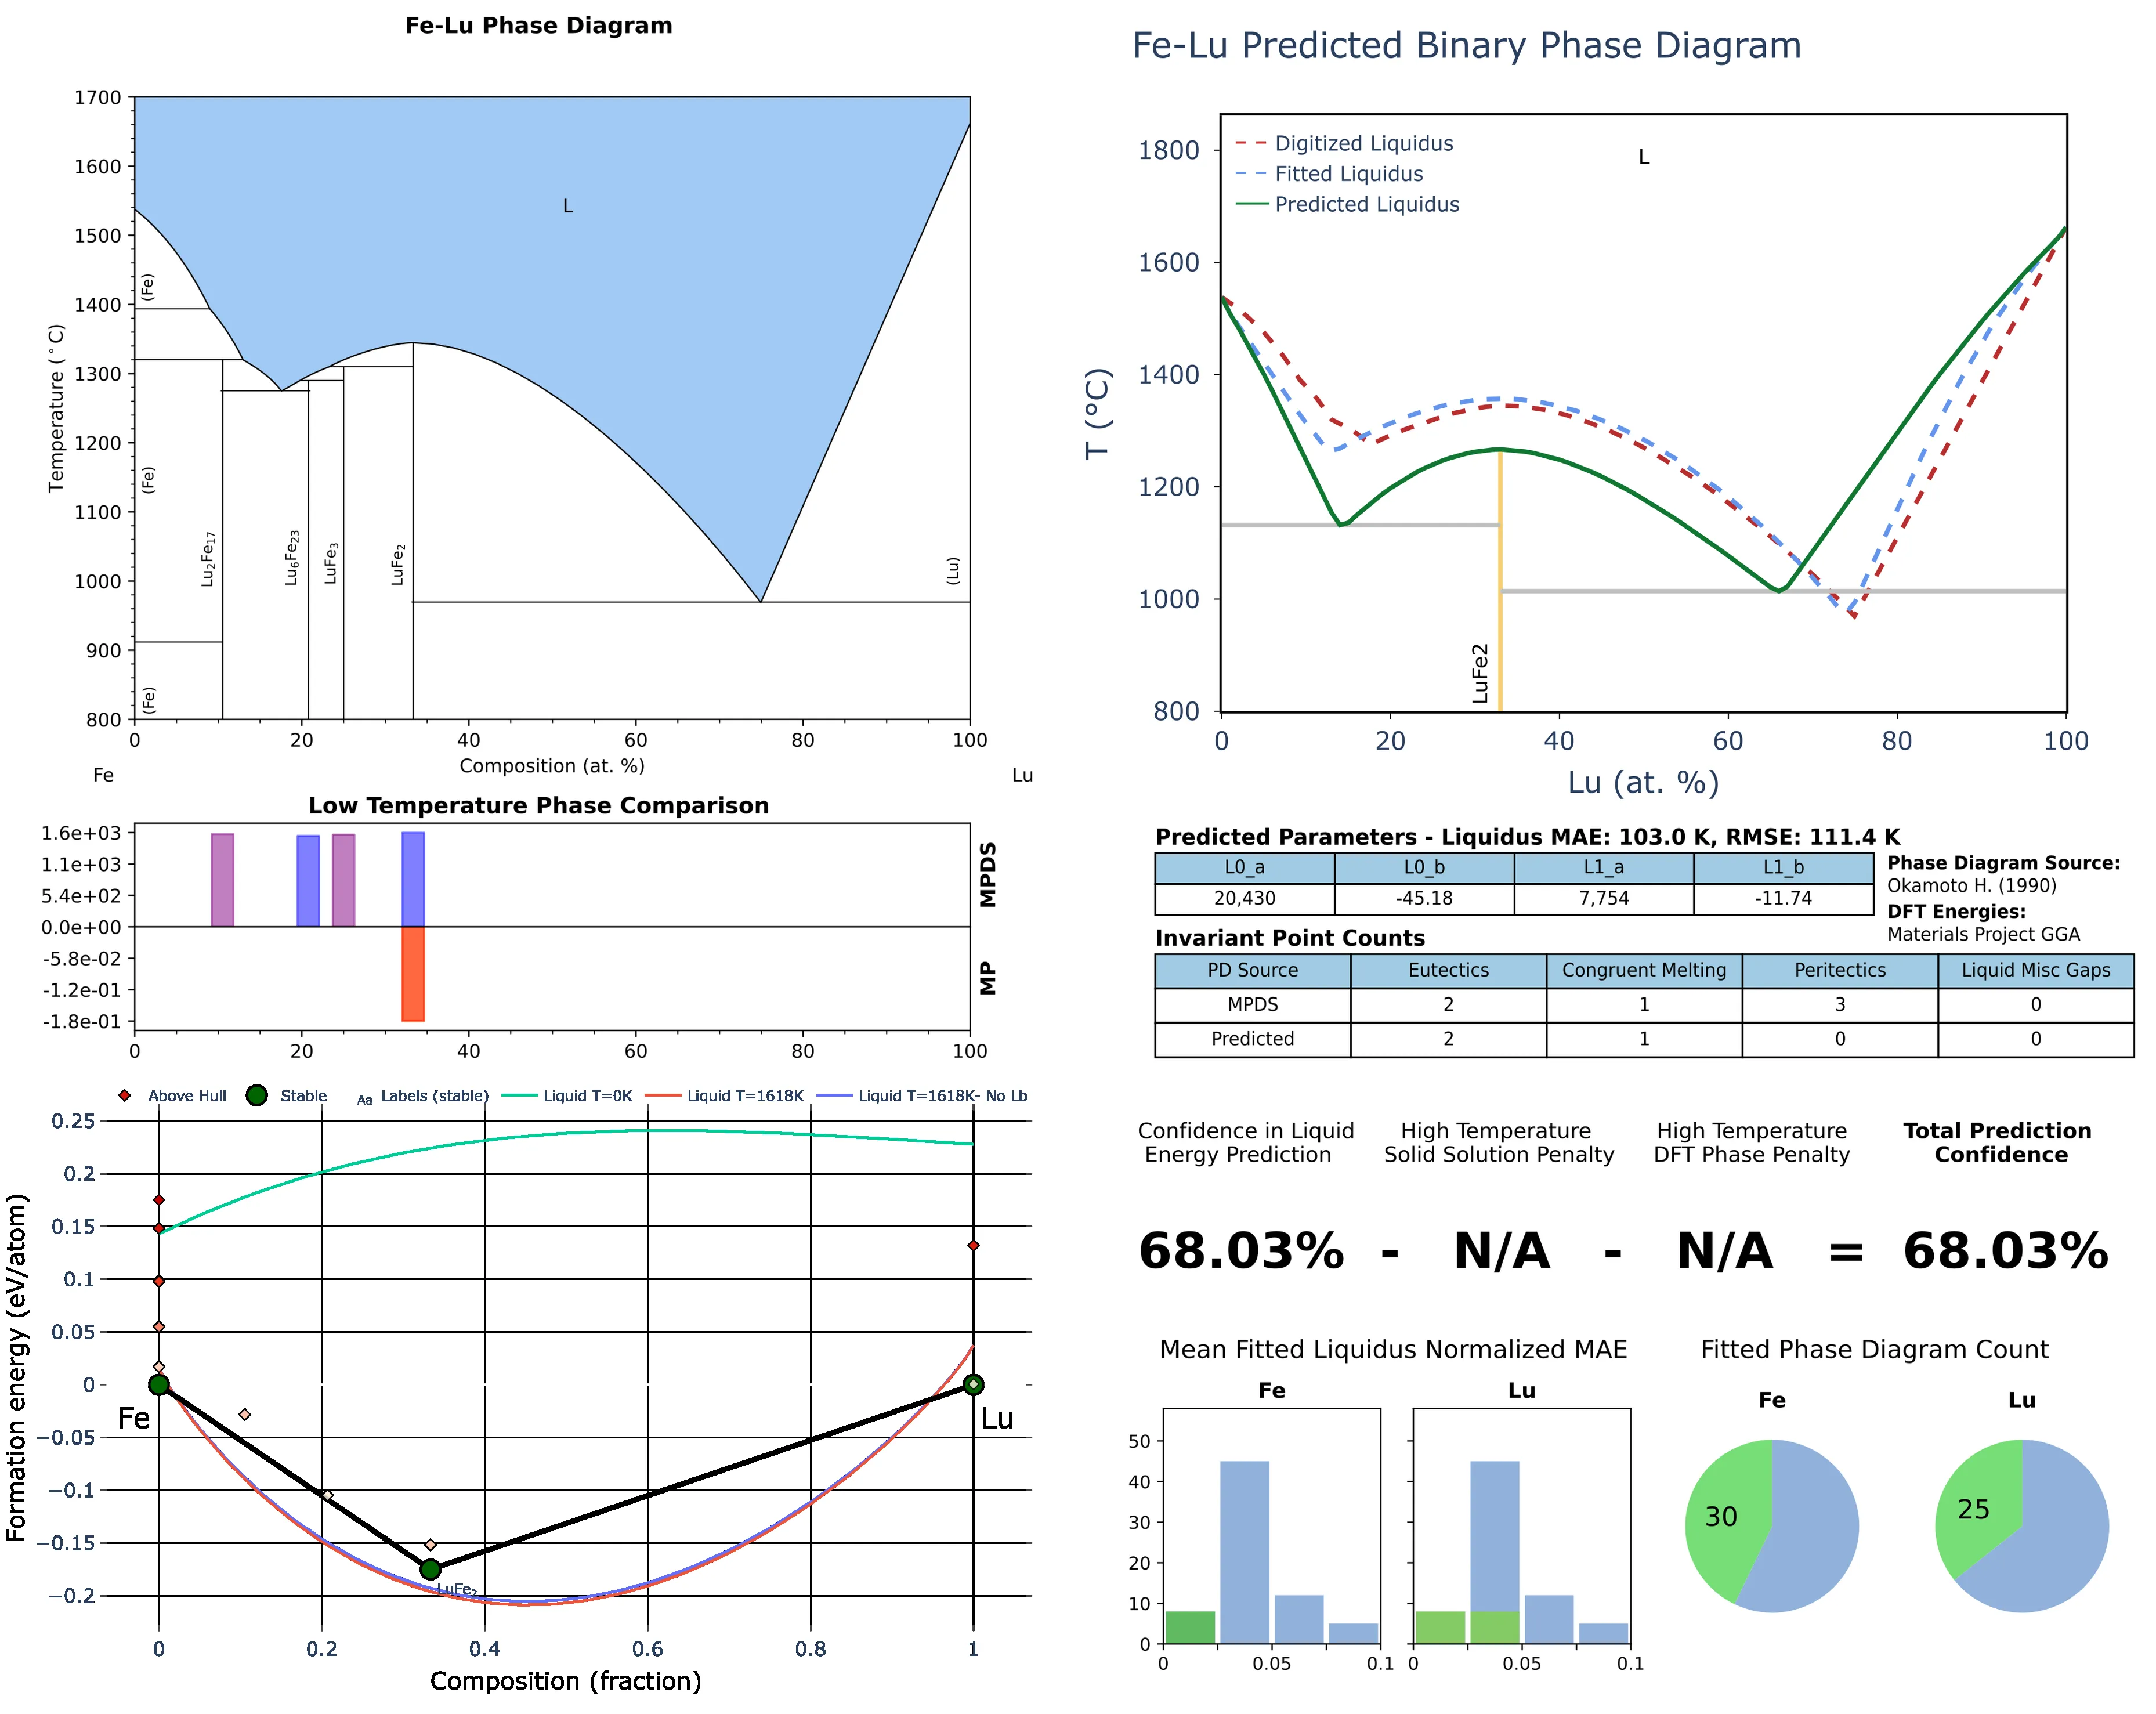 Fe-Lu Phase Diagram
1700
1600
1500
1400
1300
1200
1100
1000
900
800
Temperature (°C)
L
(Fe)
(Fe)
(Fe)
Lu2Fe17
Lu6Fe23
LuFe3
LuFe2
(Lu)
0 20 40 60 80 100
Composition (at. %)
Fe Lu
Low Temperature Phase Comparison
1.6e+03
1.1e+03
5.4e+02
0.0e+00
-5.8e-02
-1.2e-01
-1.8e-01
MPDS
MP
0 20 40 60 80 100
Above Hull Stable Aa Labels (stable) Liquid T=0K Liquid T=1618K Liquid T=1618K- No Lb
0.25
0.2
0.15
0.1
0.05
0
−0.05
−0.1
−0.15
−0.2
Formation energy (eV/atom)
Fe
Lu
LuFe2
0 0.2 0.4 0.6 0.8 1
Composition (fraction)
Fe-Lu Predicted Binary Phase Diagram
Digitized Liquidus
Fitted Liquidus
Predicted Liquidus
L
1800
1600
1400
1200
1000
800
T (°C)
LuFe2
0 20 40 60 80 100
Lu (at. %)
Predicted Parameters - Liquidus MAE: 103.0 K, RMSE: 111.4 K
L0_a L0_b L1_a L1_b
20,430 -45.18 7,754 -11.74
Phase Diagram Source:
Okamoto H. (1990)
DFT Energies:
Materials Project GGA
Invariant Point Counts
PD Source Eutectics Congruent Melting Peritectics Liquid Misc Gaps
MPDS 2 1 3 0
Predicted 2 1 0 0
Confidence in Liquid
Energy Prediction
High Temperature
Solid Solution Penalty
High Temperature
DFT Phase Penalty
Total Prediction
Confidence
68.03% - N/A - N/A = 68.03%
Mean Fitted Liquidus Normalized MAE
Fe Lu
50
40
30
20
10
0
0 0.05 0.1
0 0.05 0.1
Fitted Phase Diagram Count
Fe Lu
30 25